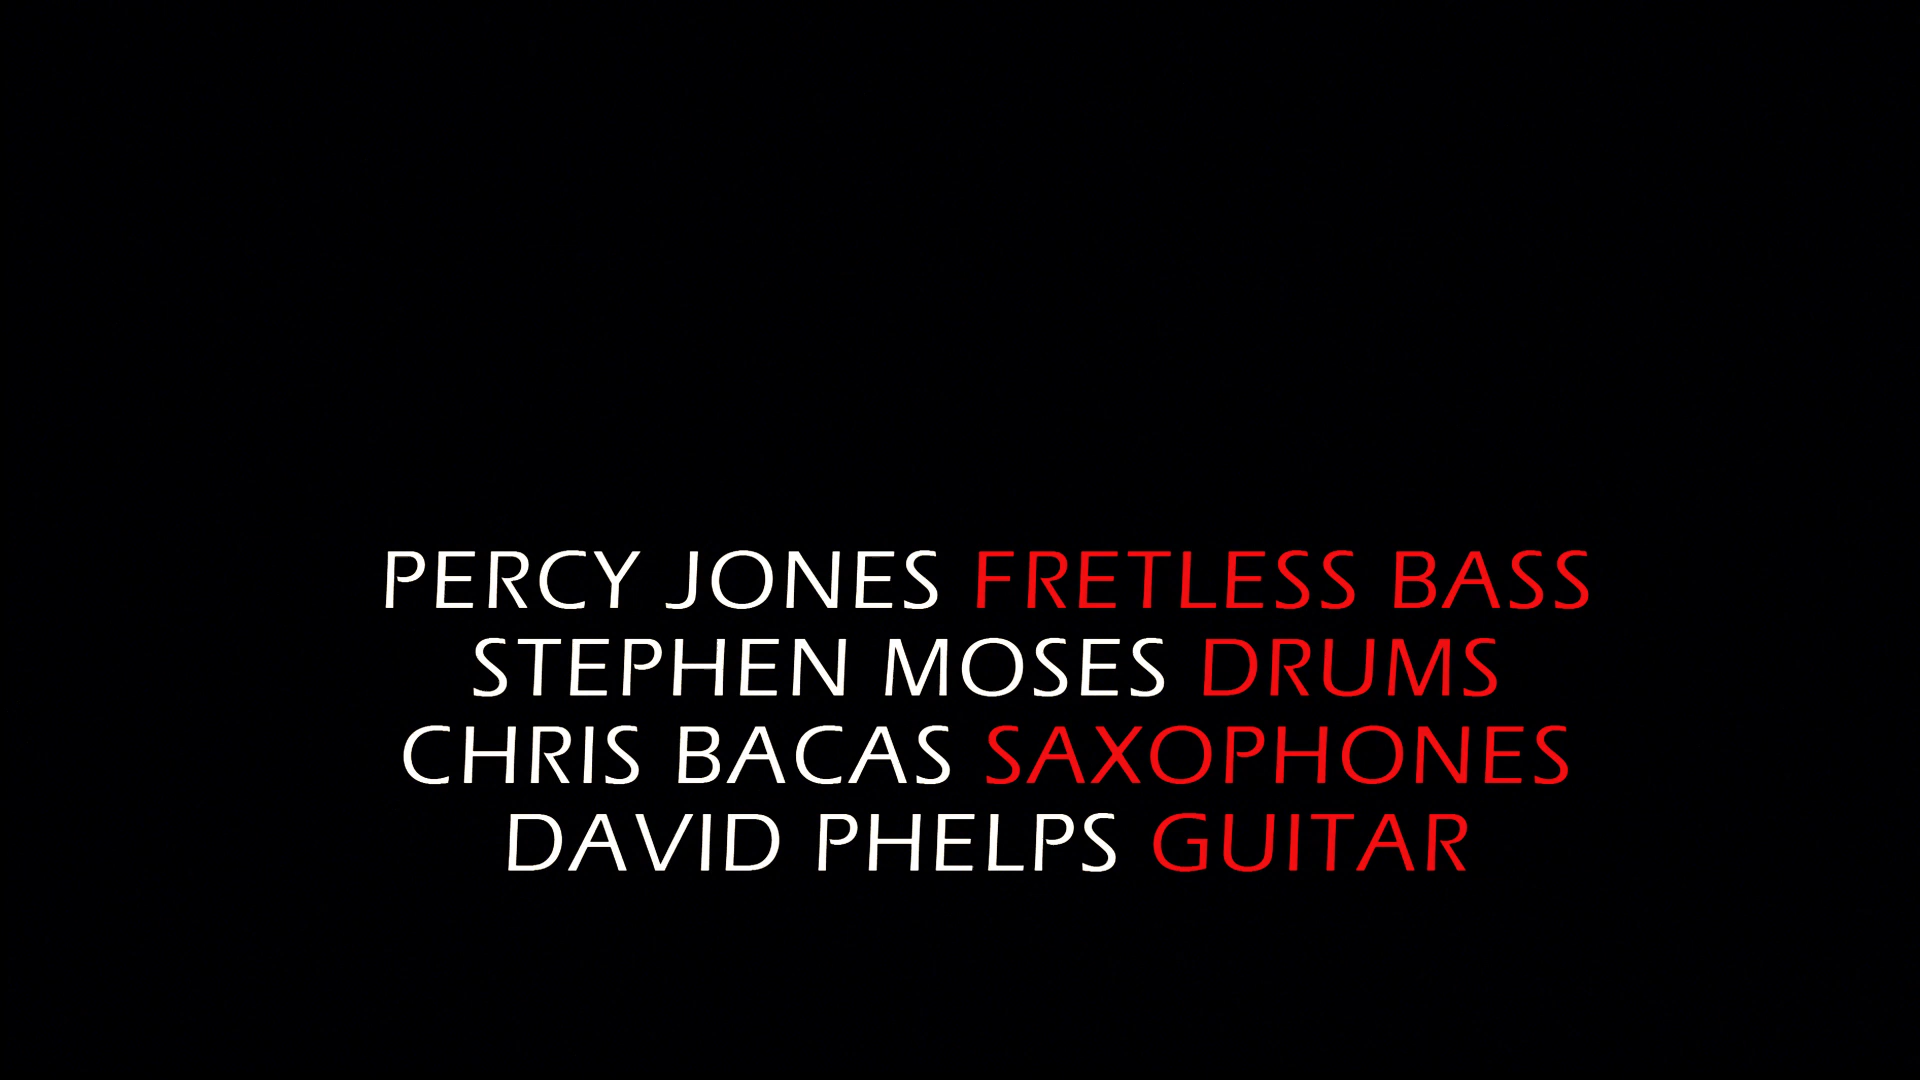 PERCY JONES FRETLESS BASS
STEPHEN MOSES DRUMS
CHRIS BACAS SAXOPHONES
DAVID PHELPS GUITAR